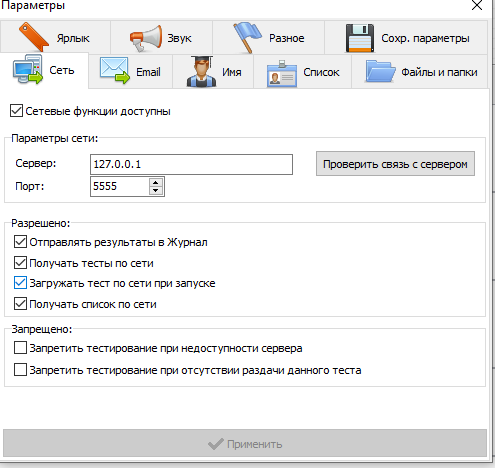 Параметры
Ярлык
Звук
Разное
Сохр. параметры
Сеть
Email
Имя
Список
Файлы и папки
Сетевые функции доступны
Параметры сети:
Сервер: 127.0.0.1 Проверить связь с сервером
Порт: 5555
Разрешено:
Отправлять результаты в Журнал
Получать тесты по сети
Загружать тест по сети при запуске
Получать список по сети
Запрещено:
Запретить тестирование при недоступности сервера
Запретить тестирование при отсутствии раздачи данного теста
Применить